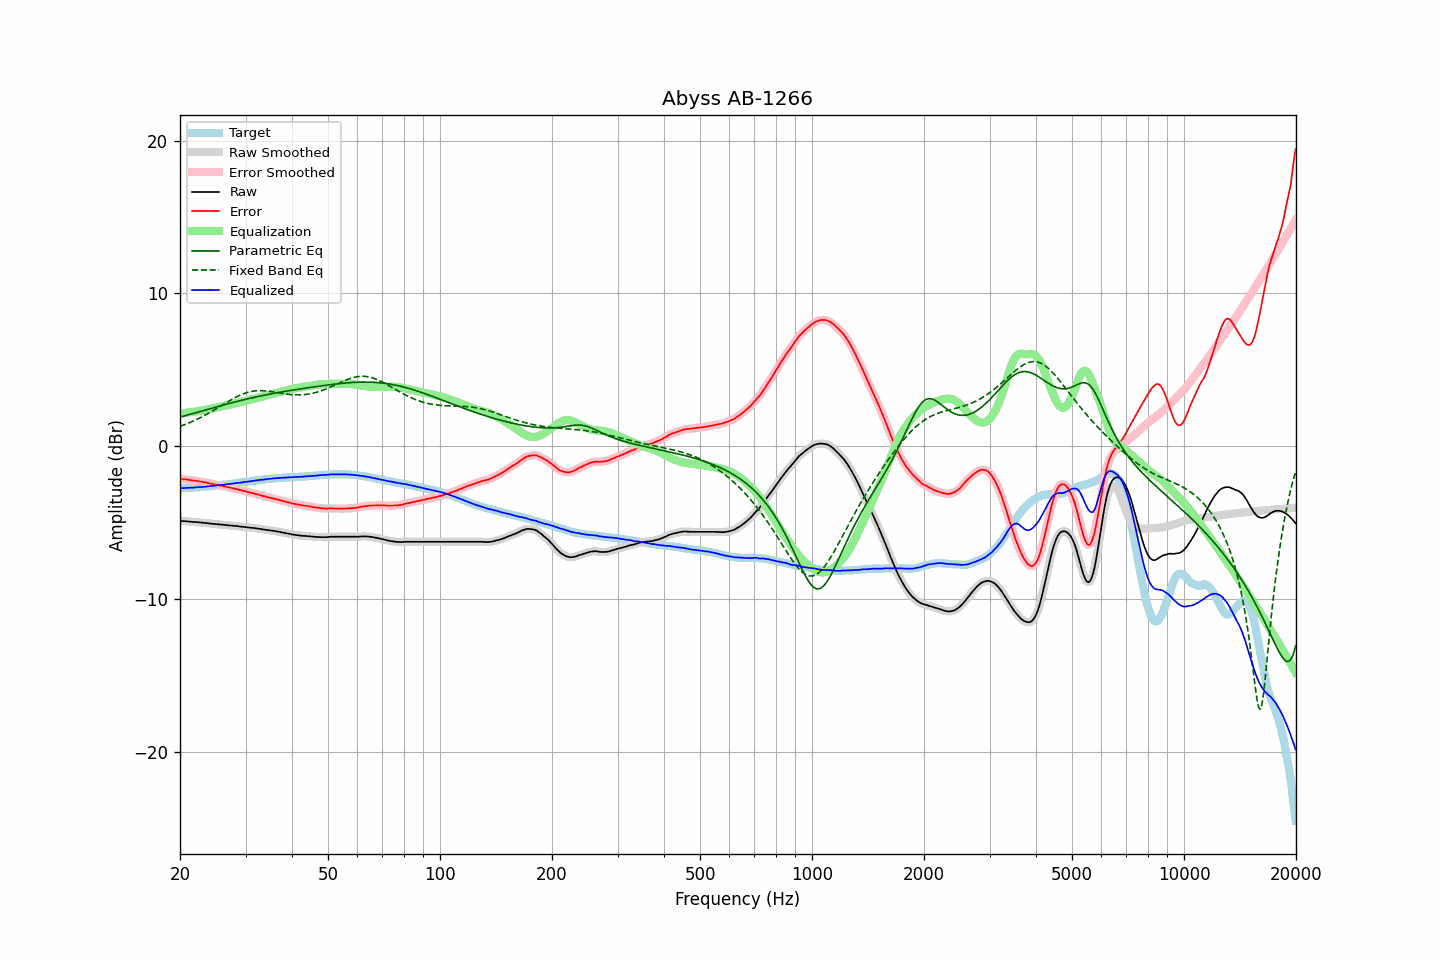 Abyss AB-1266
Target
Raw Smoothed
Error Smoothed
Raw
Error
Equalization
Parametric Eq
Fixed Band Eq
Equalized
Amplitude (dBr)
20
10
0
−10
−20
20 50 100 200 500 1000 2000 5000 10000 20000
Frequency (Hz)